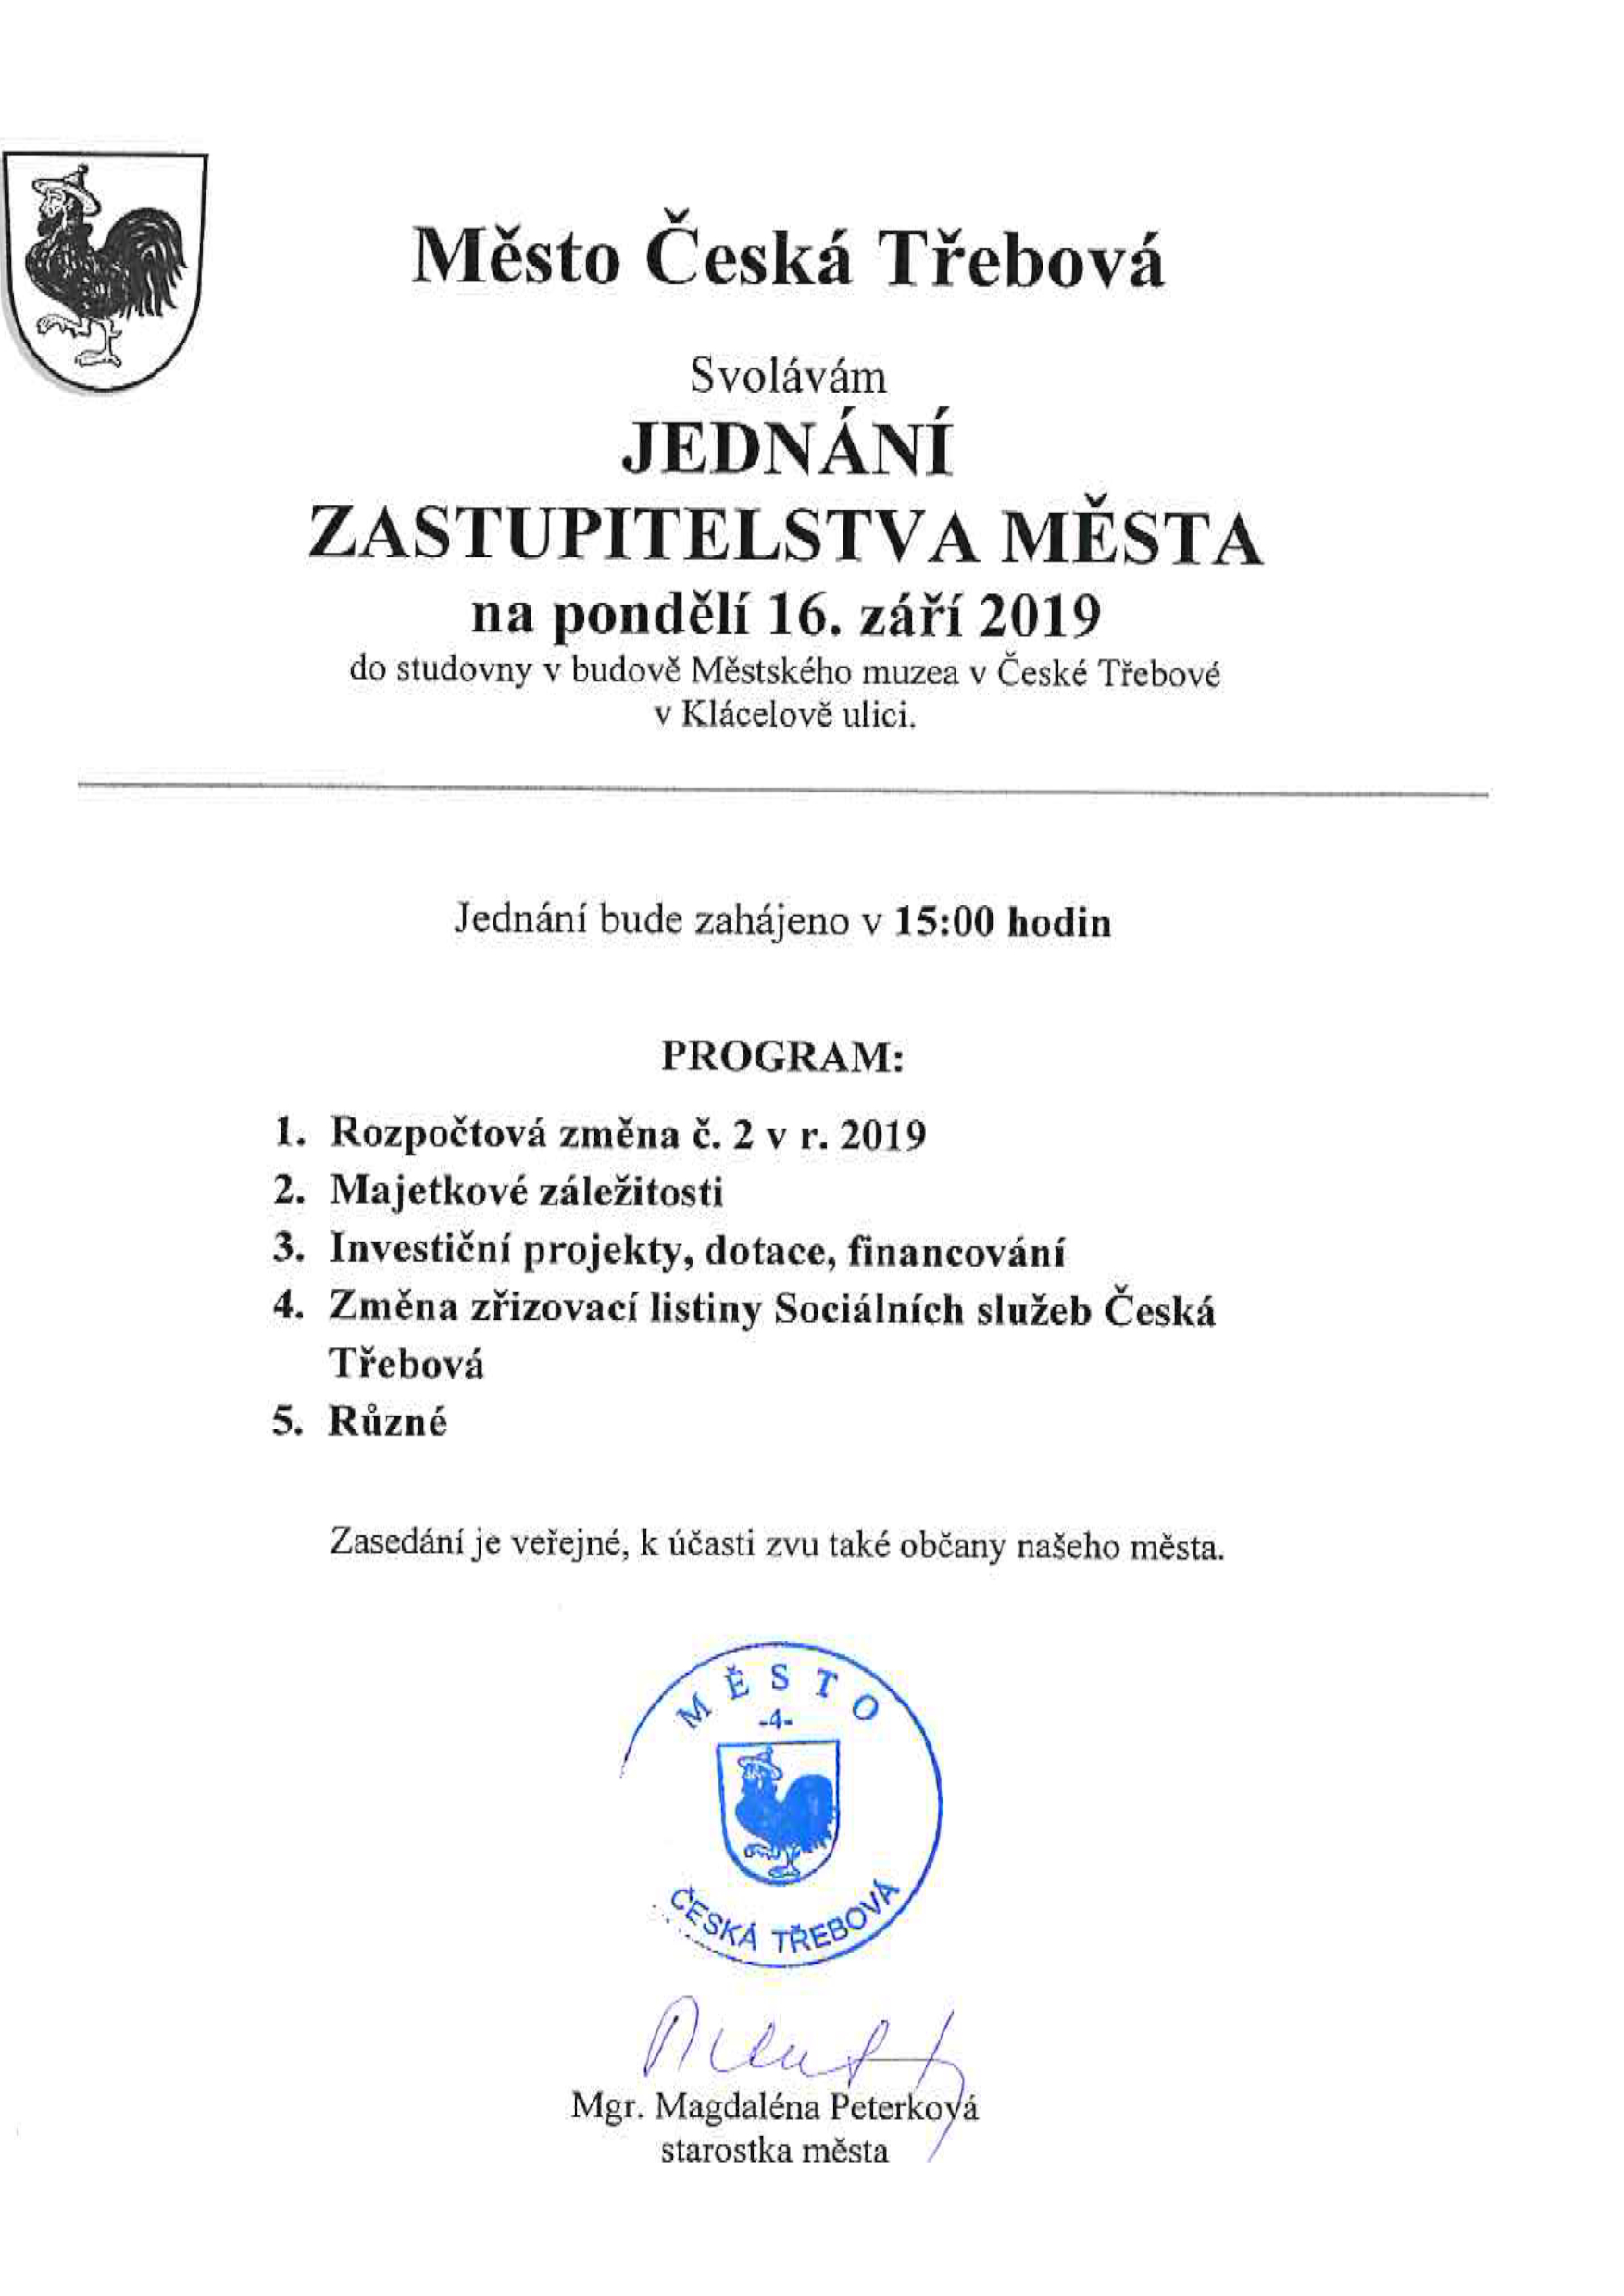 Město Česká Třebová
Svolávám
JEDNÁNÍ
ZASTUPITELSTVA MĚSTA
na pondělí 16. září 2019
do studovny v budově Městského muzea v České Třebové
v Klácelově ulici.
Jednání bude zahájeno v 15:00 hodin
PROGRAM:
1. Rozpočtová změna č. 2 v r. 2019
2. Majetkové záležitosti
3. Investiční projekty, dotace, financování
4. Změna zřizovací listiny Sociálních služeb Česká
Třebová
5. Různé
Zasedání je veřejné, k účasti zvu také občany našeho města.
MĚSTO
-4-
ČESKÁ TŘEBOVÁ
Mgr. Magdaléna Peterková
starostka města